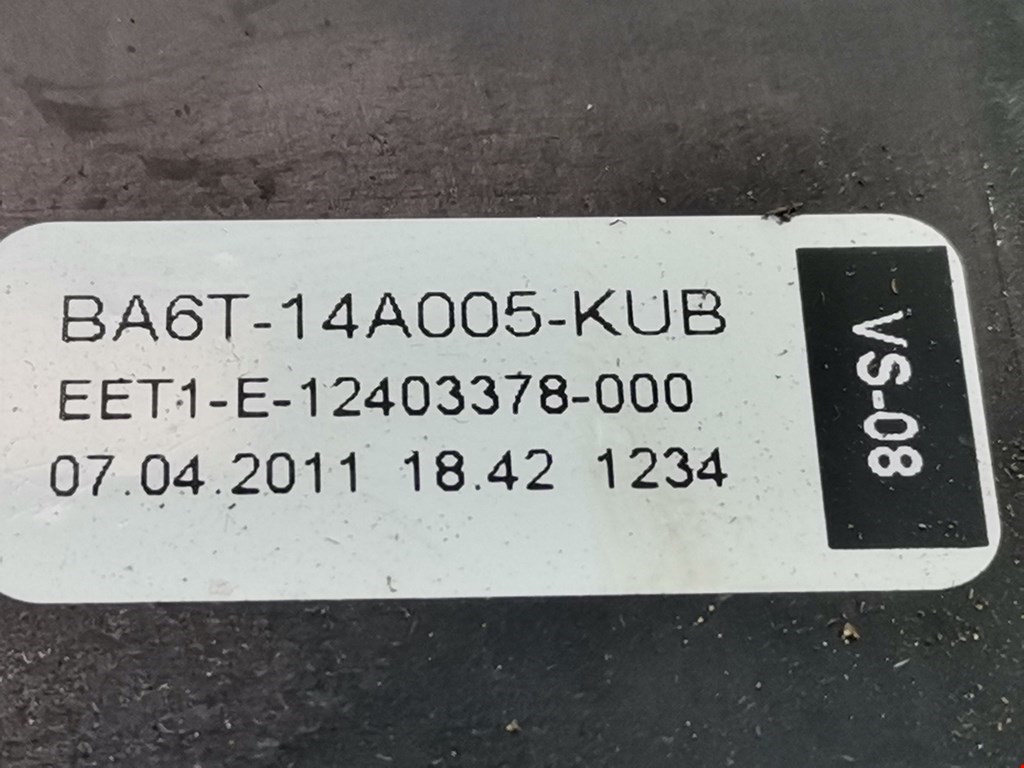 BA6T-14A005-KUB
EET1-E-12403378-000
07.04.2011 18.42 1234
VS-08